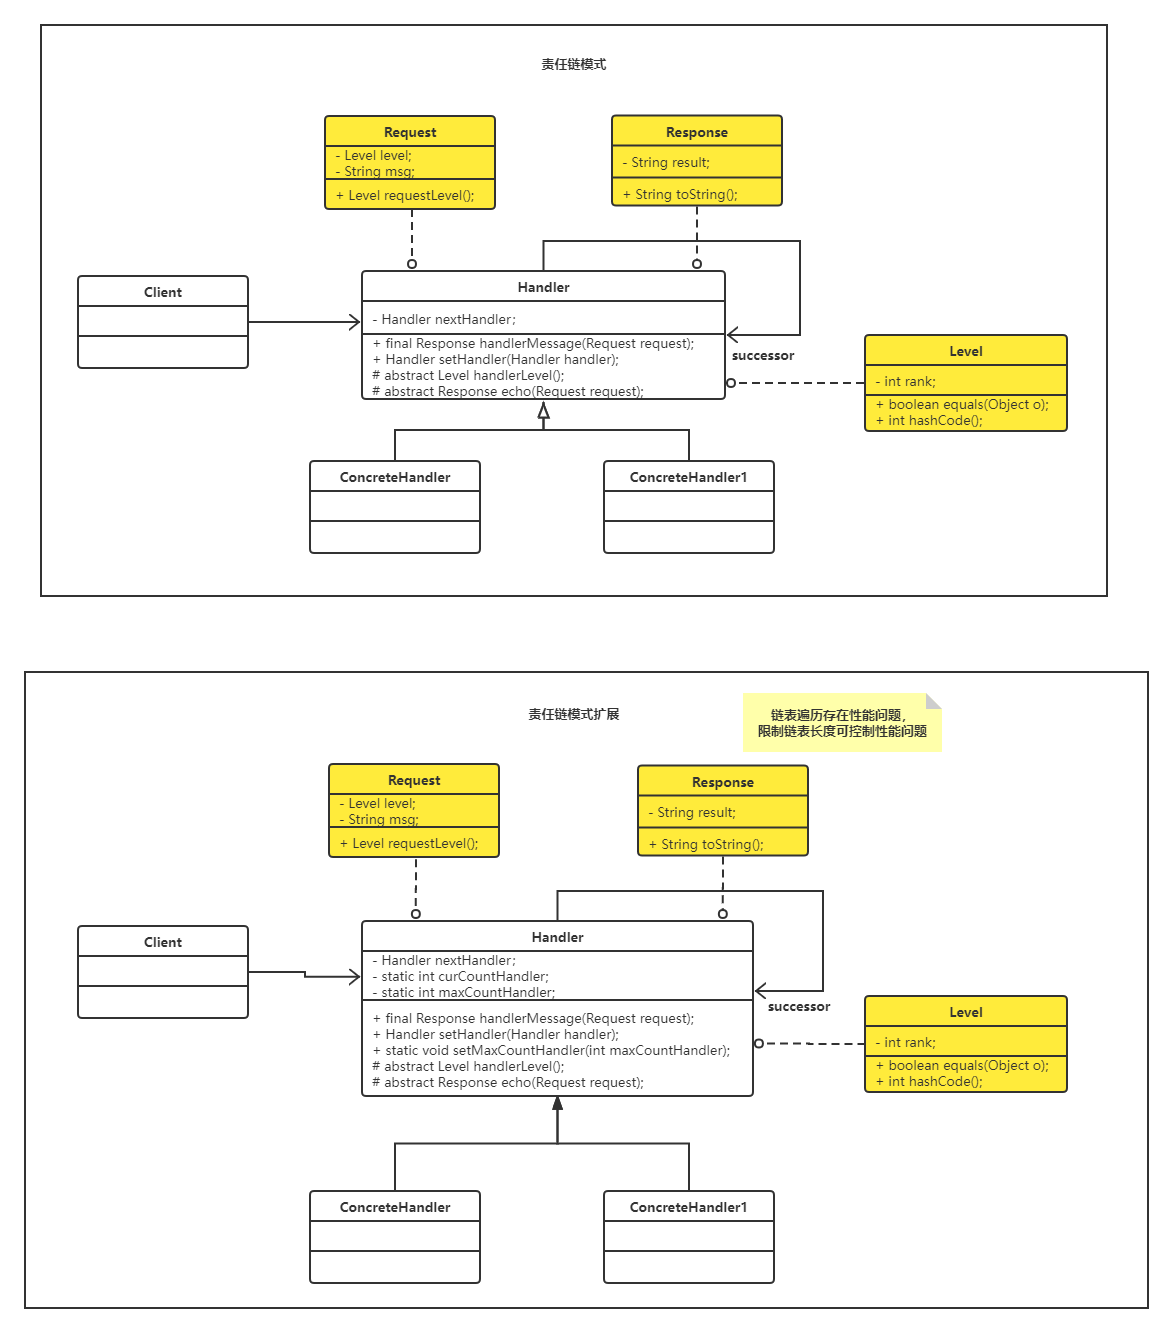 责任链模式
Request
- Level level;
- String msg;
+ Level requestLevel();
Response
- String result;
+ String toString();
Client
Handler
- Handler nextHandler;
+ final Response handlerMessage(Request request);
+ Handler setHandler(Handler handler);
# abstract Level handlerLevel();
# abstract Response echo(Request request);
successor
Level
- int rank;
+ boolean equals(Object o);
+ int hashCode();
ConcreteHandler
ConcreteHandler1
责任链模式扩展
链表遍历存在性能问题，
限制链表长度可控制性能问题
Request
- Level level;
- String msg;
+ Level requestLevel();
Response
- String result;
+ String toString();
Client
Handler
- Handler nextHandler;
- static int curCountHandler;
- static int maxCountHandler;
+ final Response handlerMessage(Request request);
+ Handler setHandler(Handler handler);
+ static void setMaxCountHandler(int maxCountHandler);
# abstract Level handlerLevel();
# abstract Response echo(Request request);
successor
Level
- int rank;
+ boolean equals(Object o);
+ int hashCode();
ConcreteHandler
ConcreteHandler1